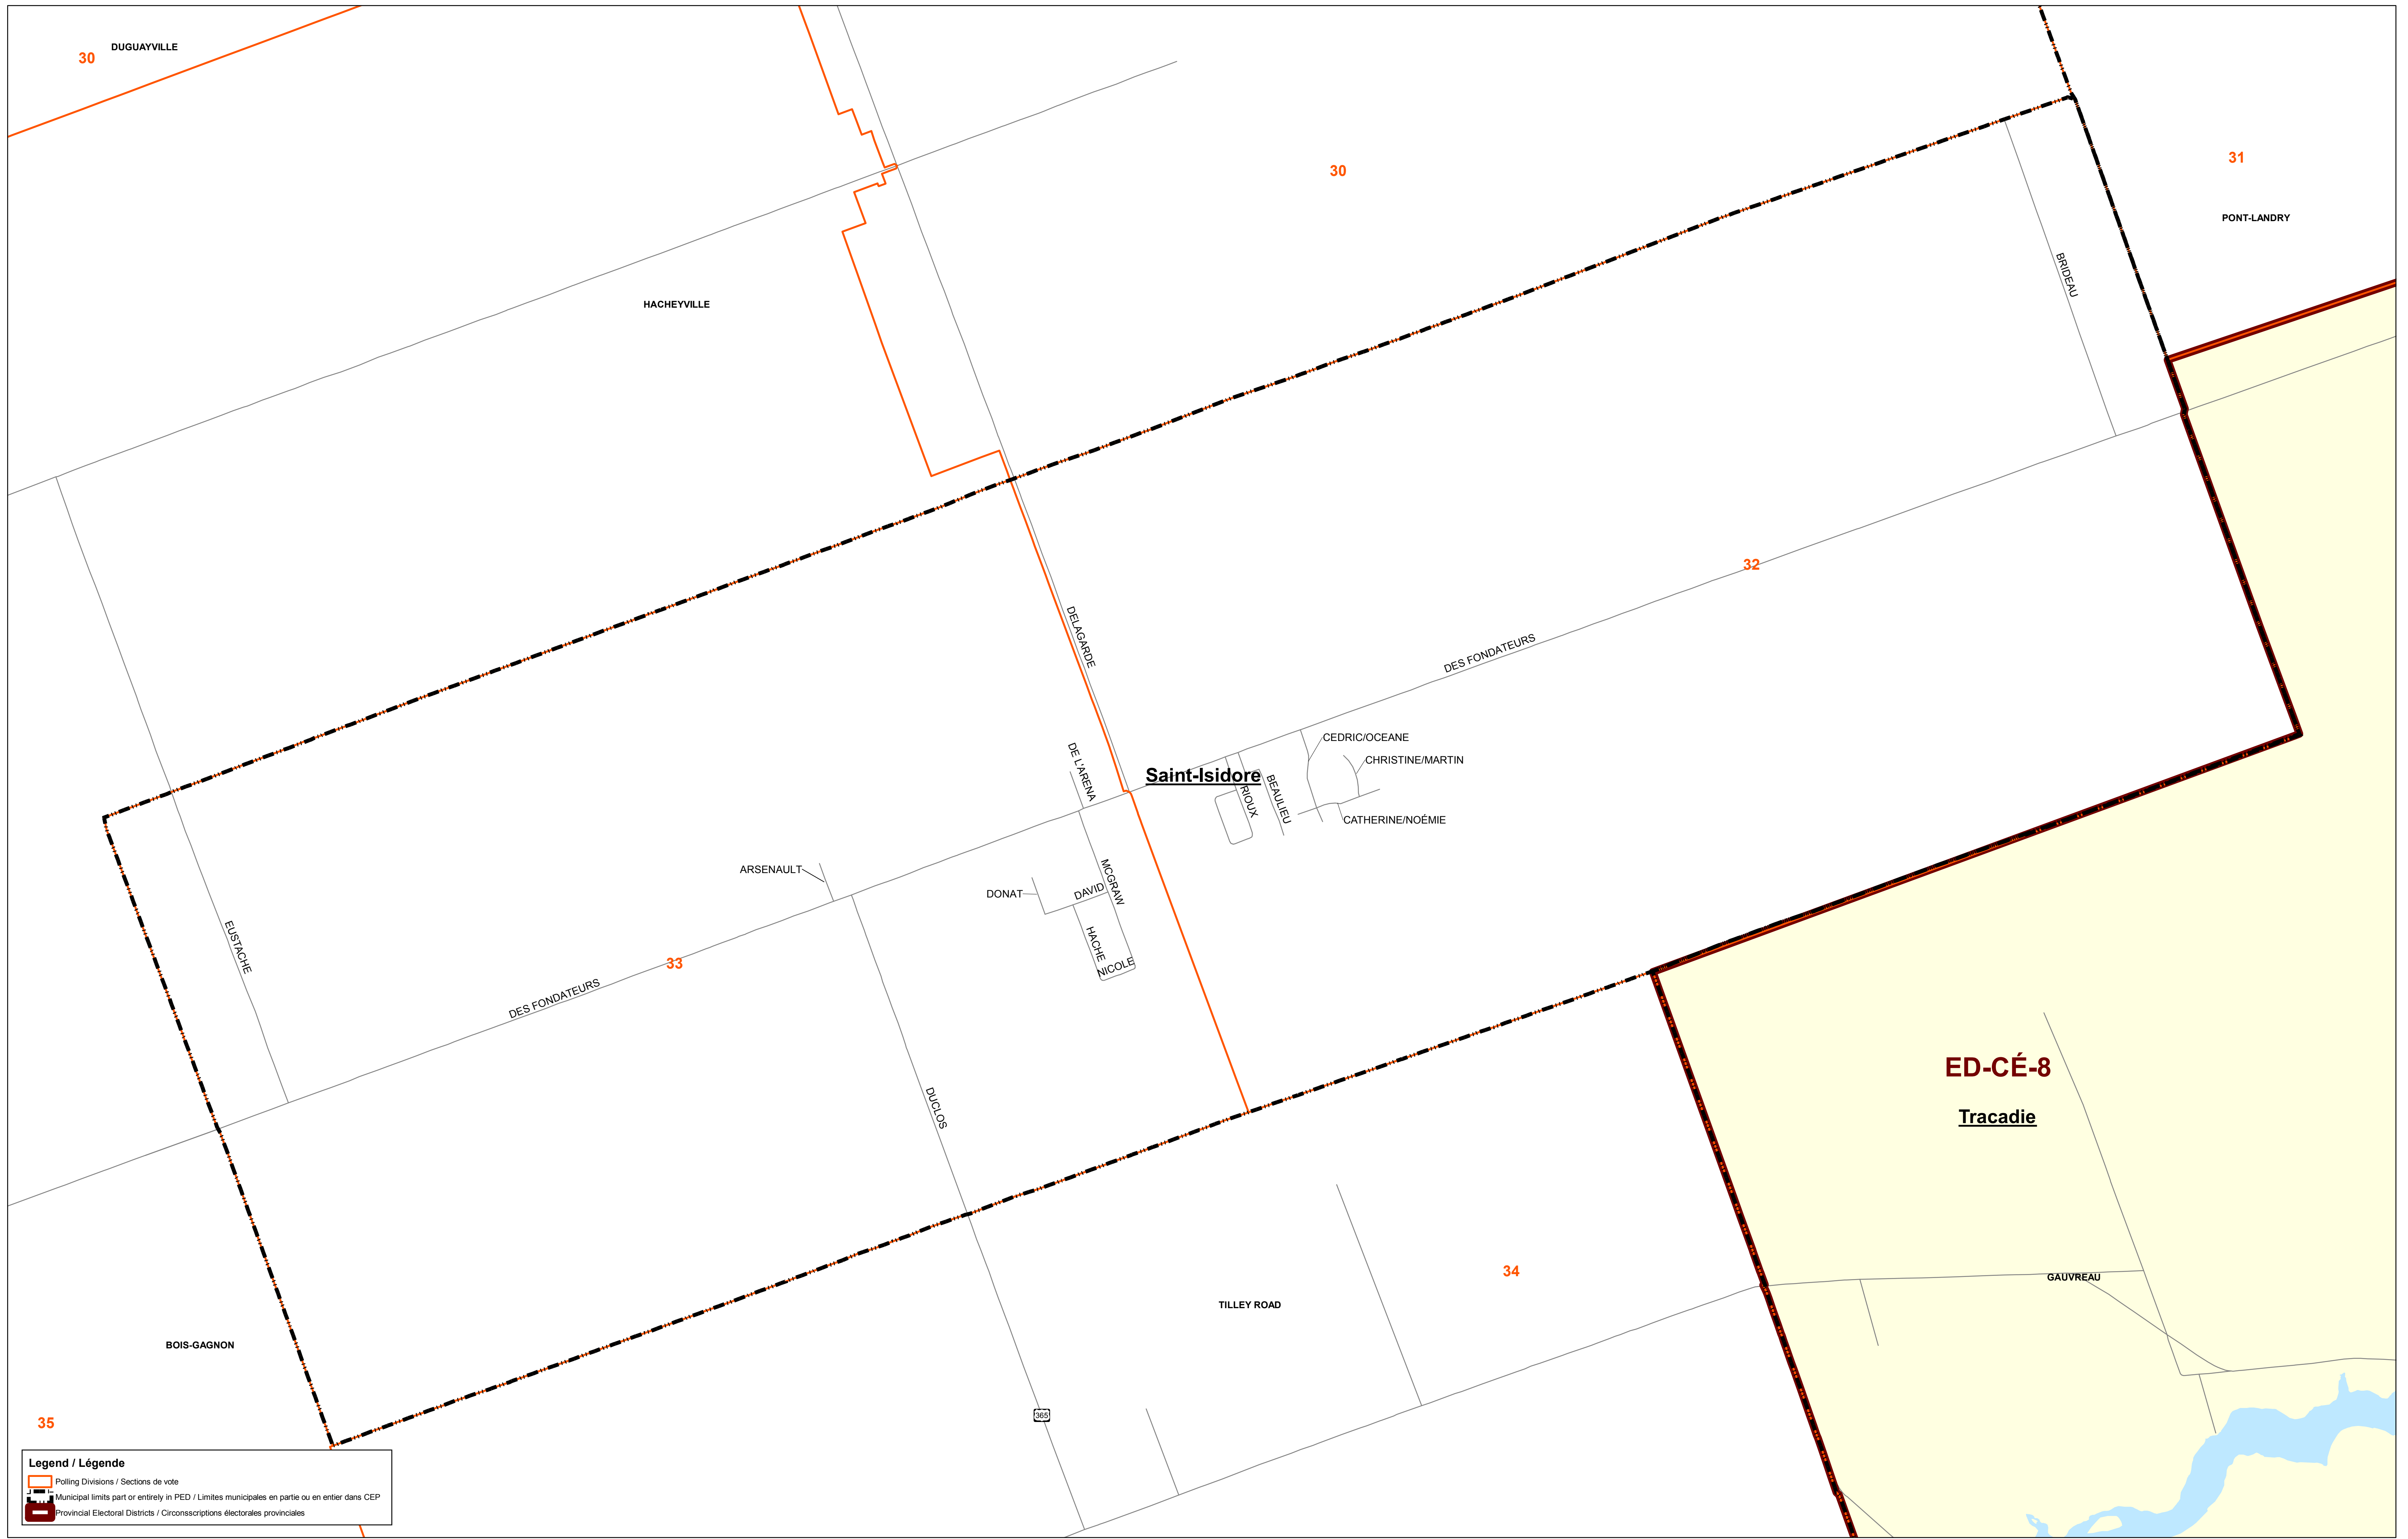 DUGUAYVILLE
30
30
31
PONT-LANDRY
BRIDEAU
HACHEYVILLE
32
DELAGARDE
DES FONDATEURS
CEDRIC/OCEANE
DE L'ARENA
CHRISTINE/MARTIN
Saint-Isidore
RIOUX
BEAULIEU
CATHERINE/NOÉMIE
ARSENAULT
MCGRAW
DONAT
DAVID
EUSTACHE
HACHE
33
NICOLE
DES FONDATEURS
ED-CÉ-8
DUCLOS
Tracadie
34
GAUVREAU
TILLEY ROAD
BOIS-GAGNON
365
35
Legend / Légende
Polling Divisions / Sections de vote
Municipal limits part or entirely in PED / Limites municipales en partie ou en entier dans CEP
Provincial Electoral Districts / Circonsscriptions électorales provinciales